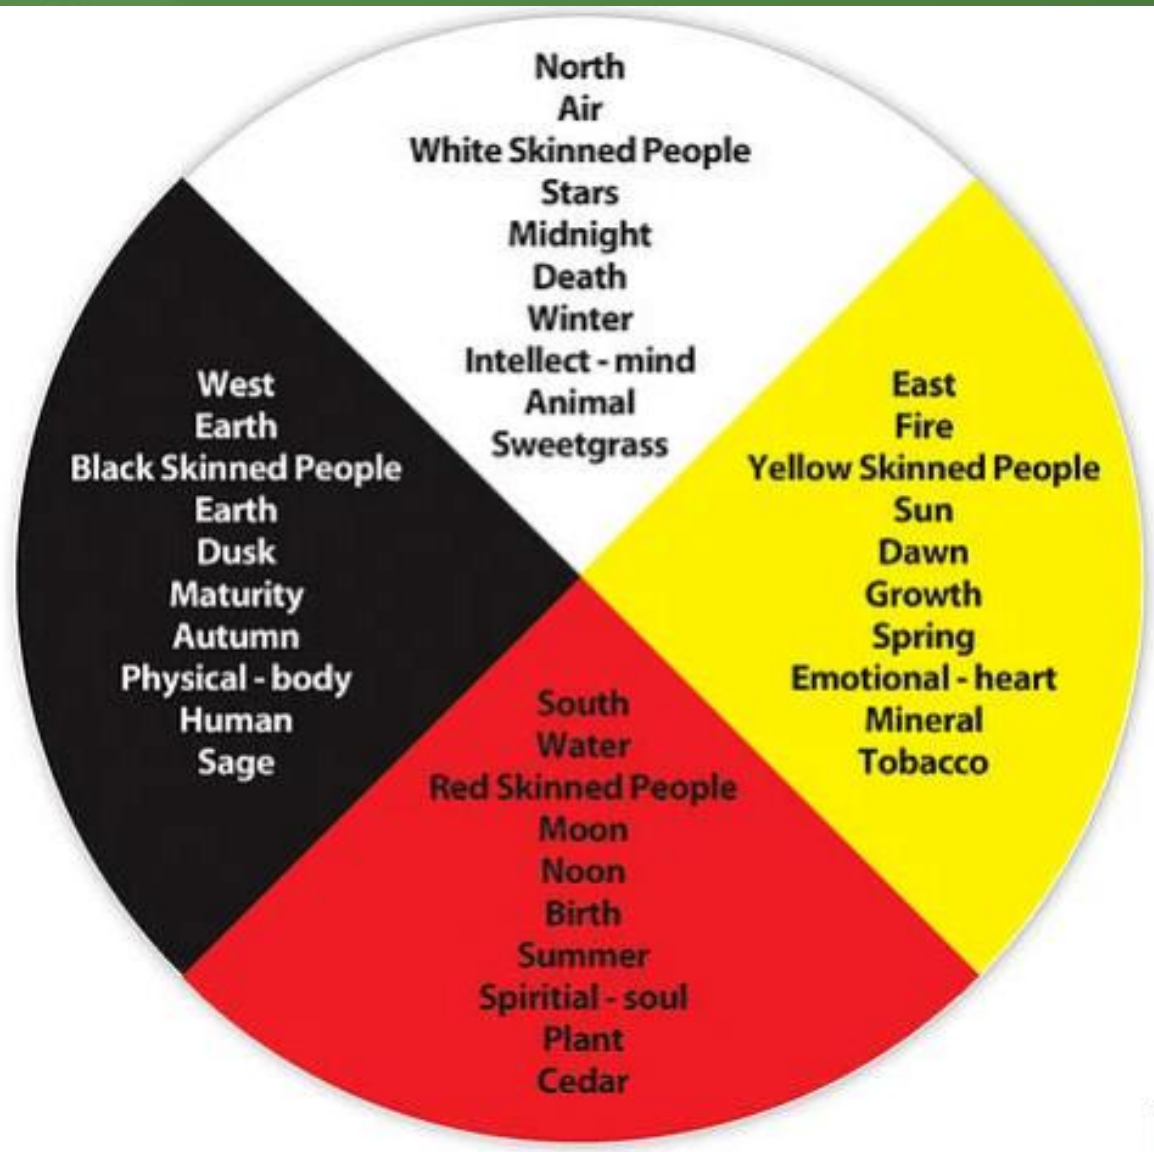 North
Air
White Skinned People
Stars
Midnight
Death
Winter
Intellect - mind
Animal
Sweetgrass
West
Earth
Black Skinned People
Earth
Dusk
Maturity
Autumn
Physical - body
Human
Sage
East
Fire
Yellow Skinned People
Sun
Dawn
Growth
Spring
Emotional - heart
Mineral
Tobacco
South
Water
Red Skinned People
Moon
Noon
Birth
Summer
Spiritial - soul
Plant
Cedar